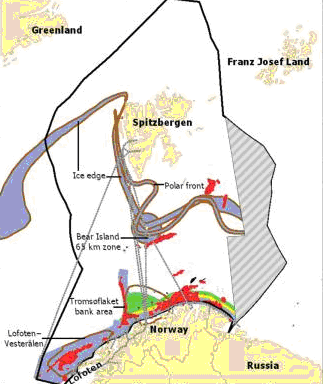 Greenland
Franz Josef Land
Spitzbergen
Ice edge
Polar front
Bear Island
65 km zone
Tromsoflaket
bank area
Lofoten-
Vesterålen
Norway
Lofoten
Russia